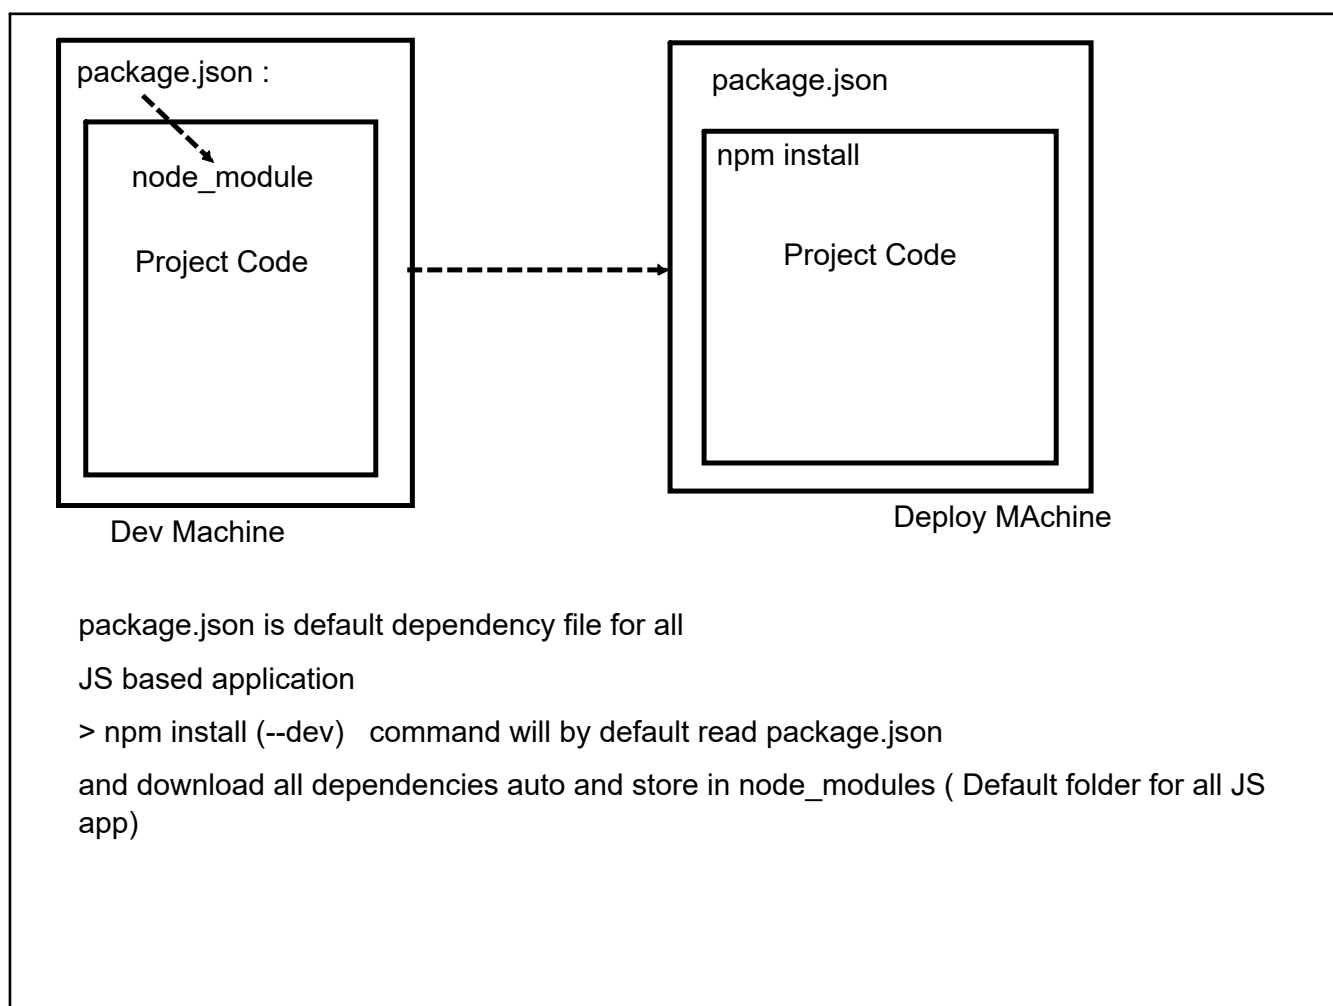 package.json :
node_module
Project Code
Dev Machine
package.json
npm install
Project Code
Deploy MAchine
package.json is default dependency file for all
JS based application
> npm install (--dev)   command will by default read package.json
and download all dependencies auto and store in node_modules ( Default folder for all JS
app)